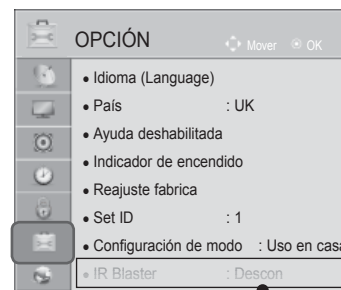 OPCIÓN
Mover OK
• Idioma (Language)
• País : UK
• Ayuda deshabilitada
• Indicador de encendido
• Reajuste fabrica
• Set ID : 1
• Configuración de modo : Uso en casa
• IR Blaster : Descon